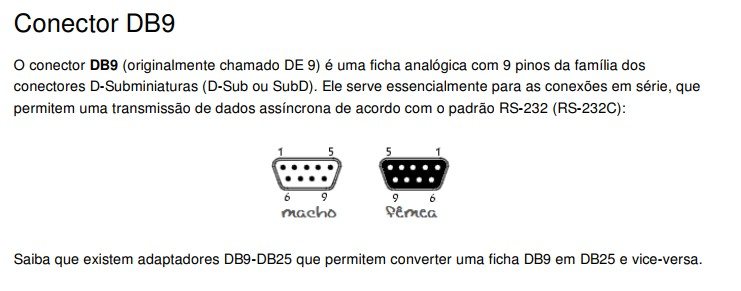 Conector DB9
O conector DB9 (originalmente chamado DE 9) é uma ficha analógica com 9 pinos da família dos
conectores D-Subminiaturas (D-Sub ou SubD). Ele serve essencialmente para as conexões em série, que
permitem uma transmissão de dados assíncrona de acordo com o padrão RS-232 (RS-232C):
1 5 5 1
6 9 9 6
macho fêmea
Saiba que existem adaptadores DB9-DB25 que permitem converter uma ficha DB9 em DB25 e vice-versa.